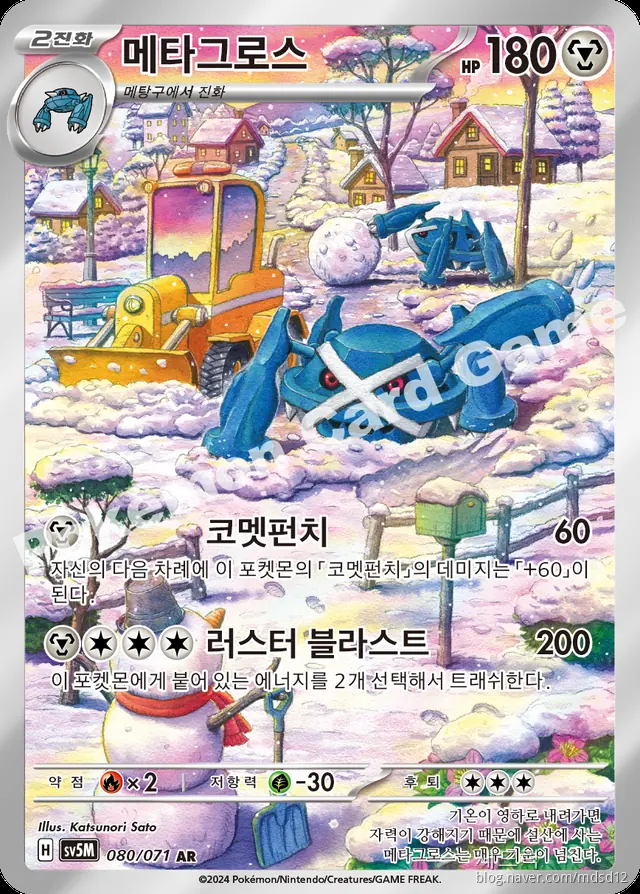 2진화
메타그로스
HP 180
메탕구에서 진화
Pokémon Card Game
코멧펀치 60
자신의 다음 차례에 이 포켓몬의 「코멧펀치」의 데미지는 「+60」이
된다.
러스터 블라스트 200
이 포켓몬에게 붙어 있는 에너지를 2개 선택해서 트래쉬한다.
약점 ×2 저항력 -30 후퇴
Illus. Katsunori Sato
H sv5M 080/071 AR
기온이 영하로 내려가면
자력이 강해지기 때문에 설산에 사는
메타그로스는 매우 기운이 넘친다.
©2024 Pokémon/Nintendo/Creatures/GAME FREAK.
blog.naver.com/mdsd12